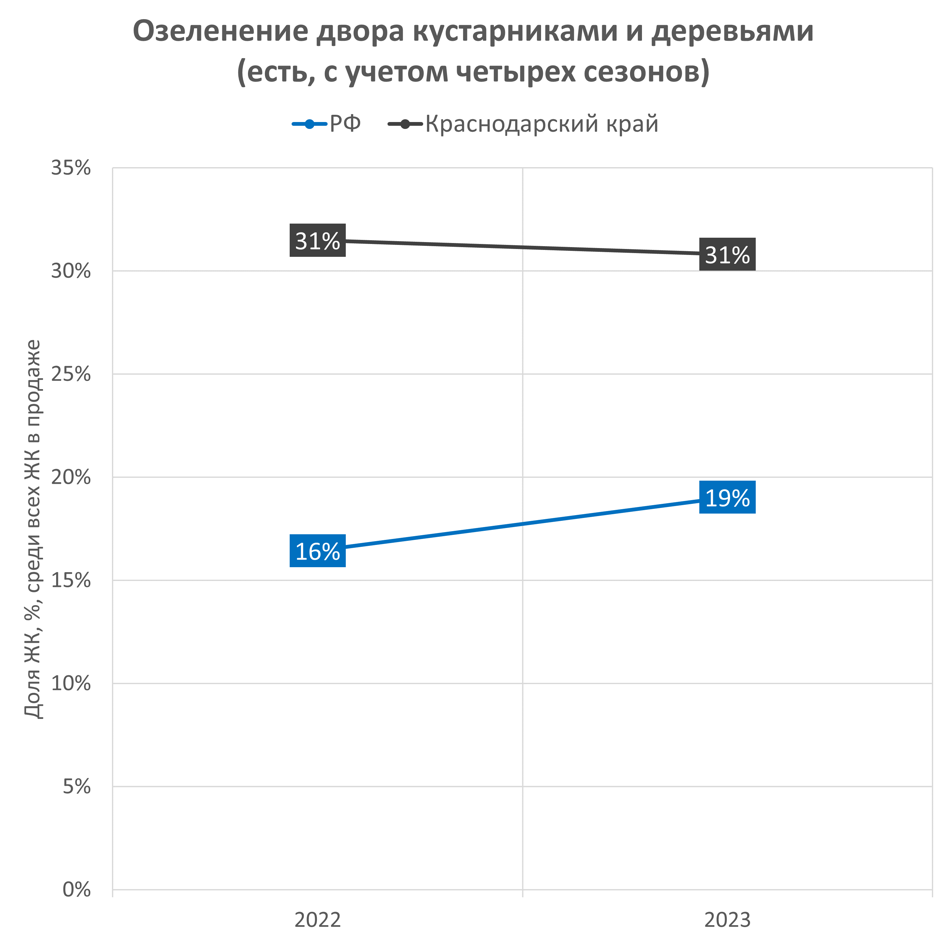 Озеленение двора кустарниками и деревьями
(есть, с учетом четырех сезонов)
РФ
Краснодарский край
Доля ЖК, %, среди всех ЖК в продаже
35%
30%
25%
20%
15%
10%
5%
0%
31%
31%
16%
19%
2022
2023